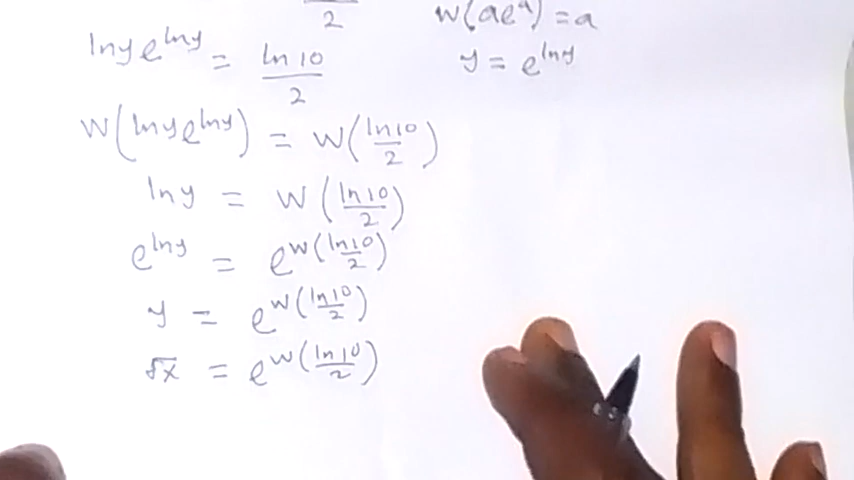 2
W(ae^a) = a
ln y e^{ln y} = ln 10 / 2
y = e^{ln y}
W(ln y e^{ln y}) = W(ln 10 / 2)
ln y = W(ln 10 / 2)
e^{ln y} = e^{W(ln 10 / 2)}
y = e^{W(ln 10 / 2)}
√x = e^{W(ln 10 / 2)}